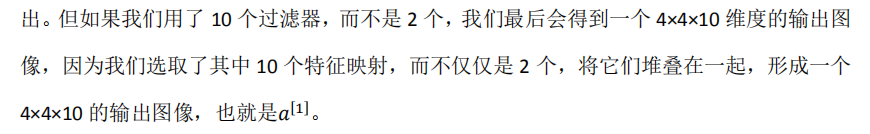 出。但如果我们用了 10 个过滤器，而不是 2 个，我们最后会得到一个 4×4×10 维度的输出图
像，因为我们选取了其中 10 个特征映射，而不仅仅是 2 个，将它们堆叠在一起，形成一个
4×4×10 的输出图像，也就是a^{[1]}。